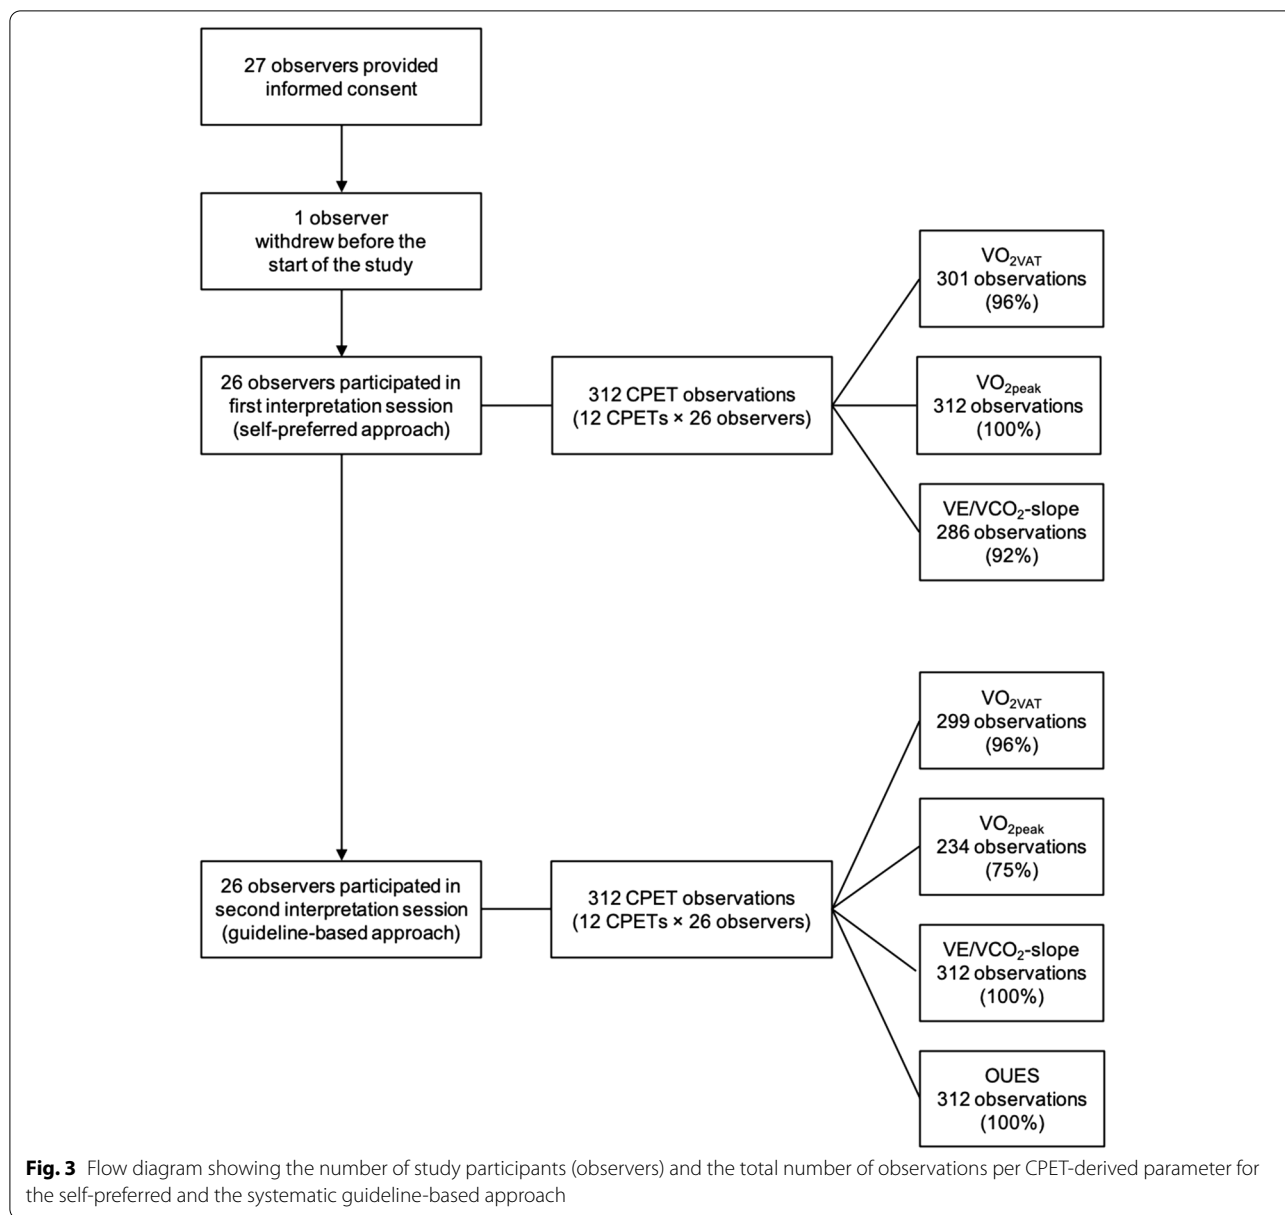 27 observers provided
informed consent
1 observer
withdrew before the
start of the study
26 observers participated in
first interpretation session
(self-preferred approach)
312 CPET observations
(12 CPETs × 26 observers)
VO₂VAT
301 observations
(96%)
VO₂peak
312 observations
(100%)
VE/VCO₂-slope
286 observations
(92%)
26 observers participated in
second interpretation session
(guideline-based approach)
312 CPET observations
(12 CPETs × 26 observers)
VO₂VAT
299 observations
(96%)
VO₂peak
234 observations
(75%)
VE/VCO₂-slope
312 observations
(100%)
OUES
312 observations
(100%)
Fig. 3 Flow diagram showing the number of study participants (observers) and the total number of observations per CPET-derived parameter for
the self-preferred and the systematic guideline-based approach